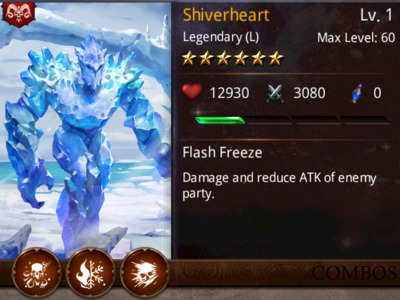 Shiverheart Lv. 1
Legendary (L) Max Level: 60
12930 3080 0
Flash Freeze
Damage and reduce ATK of enemy
party.
COMBOS